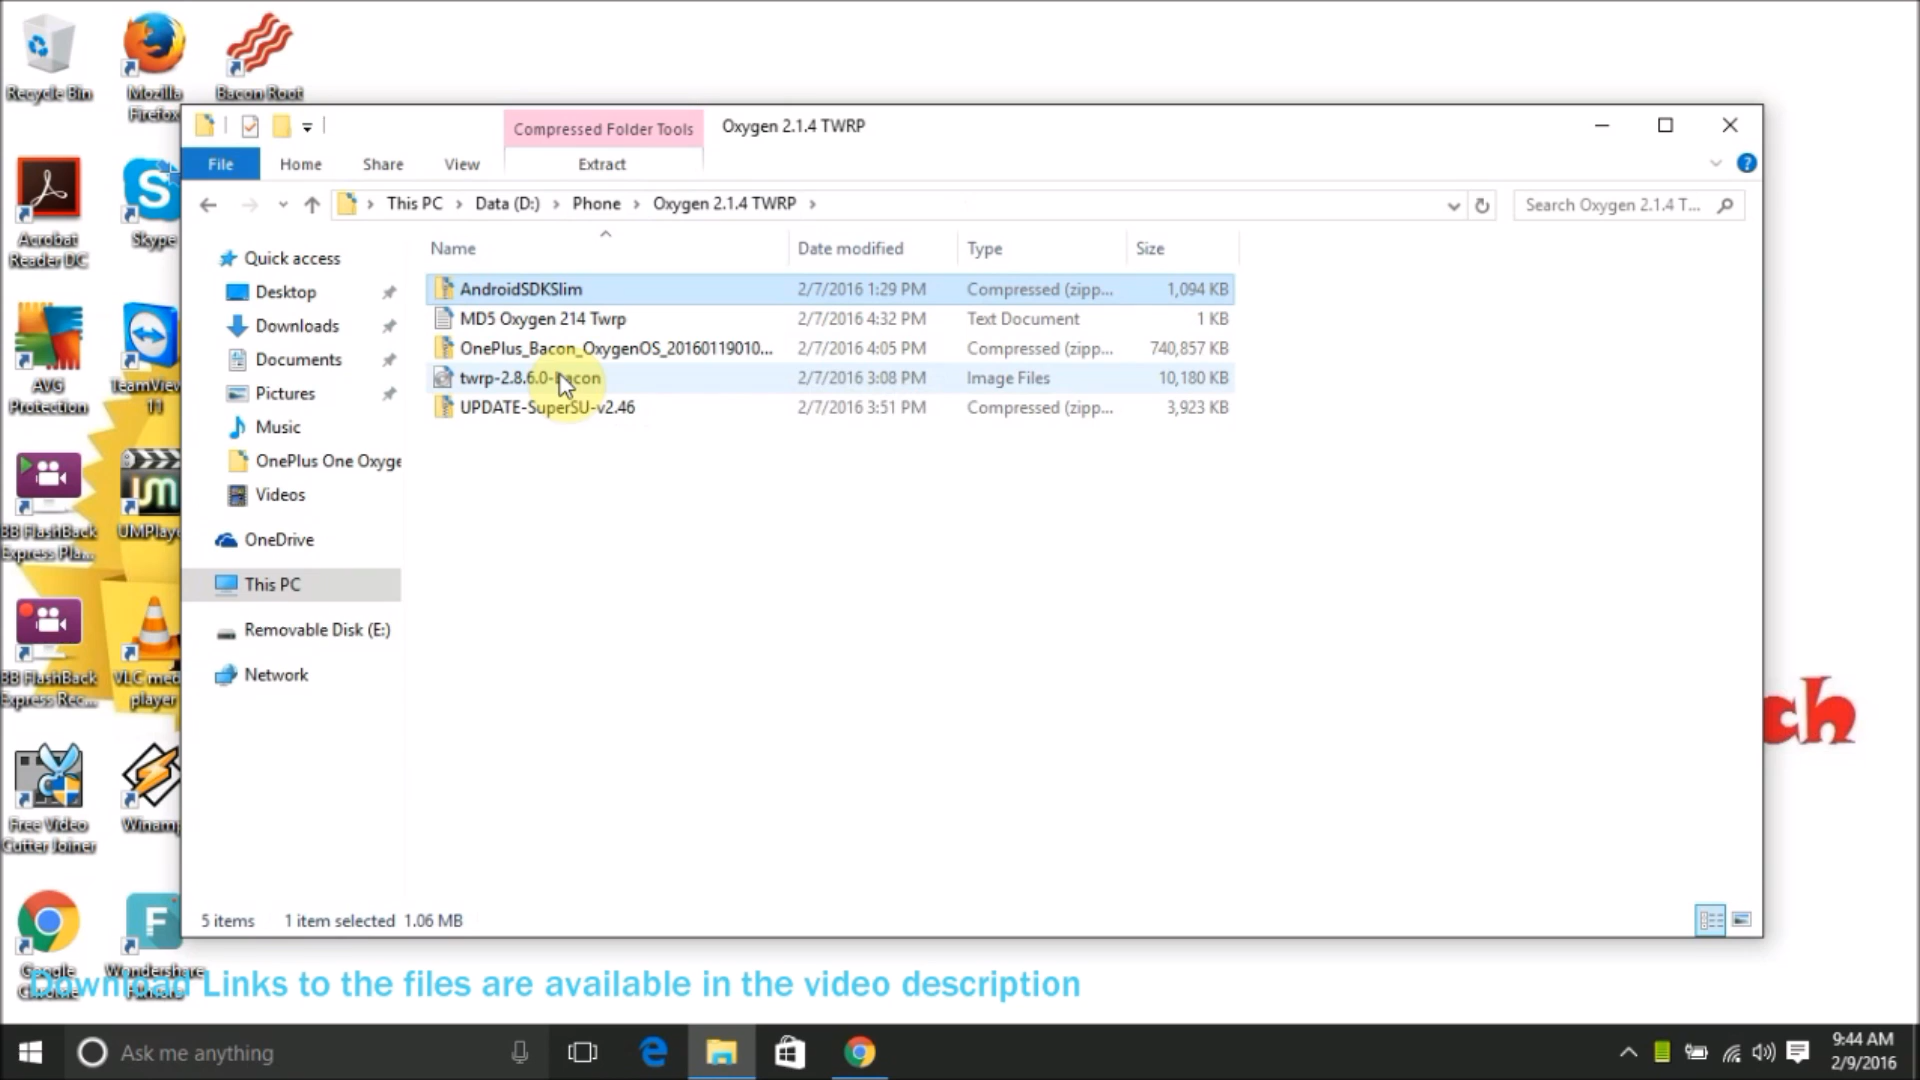 Recycle Bin
Mozilla
Firefox
Bacon Root
Compressed Folder Tools
Oxygen 2.1.4 TWRP
File
Home
Share
View
Extract
This PC
Data (D:)
Phone
Oxygen 2.1.4 TWRP
Search Oxygen 2.1.4 T...
Name
Date modified
Type
Size
AndroidSDKSlim 2/7/2016 1:29 PM Compressed (zipp... 1,094 KB
MD5 Oxygen 214 Twrp 2/7/2016 4:32 PM Text Document 1 KB
OnePlus_Bacon_OxygenOS_20160119010... 2/7/2016 4:05 PM Compressed (zipp... 740,857 KB
twrp-2.8.6.0-bacon 2/7/2016 3:08 PM Image Files 10,180 KB
UPDATE-SuperSU-v2.46 2/7/2016 3:51 PM Compressed (zipp... 3,923 KB
Quick access
Desktop
Downloads
Documents
Pictures
Music
OnePlus One Oxyge
Videos
OneDrive
This PC
Removable Disk (E:)
Network
Acrobat
Reader DC
Skype
AVG
Protection
TeamView
11
BB FlashBack
Express Pla...
UMPlaye
BB FlashBack
Express Rec...
VLC med
player
Free Video
Cutter Joiner
Winamp
ch
5 items
1 item selected 1.06 MB
Google
Chrome
Wondershare
Download Links to the files are available in the video description
Ask me anything
9:44 AM
2/9/2016